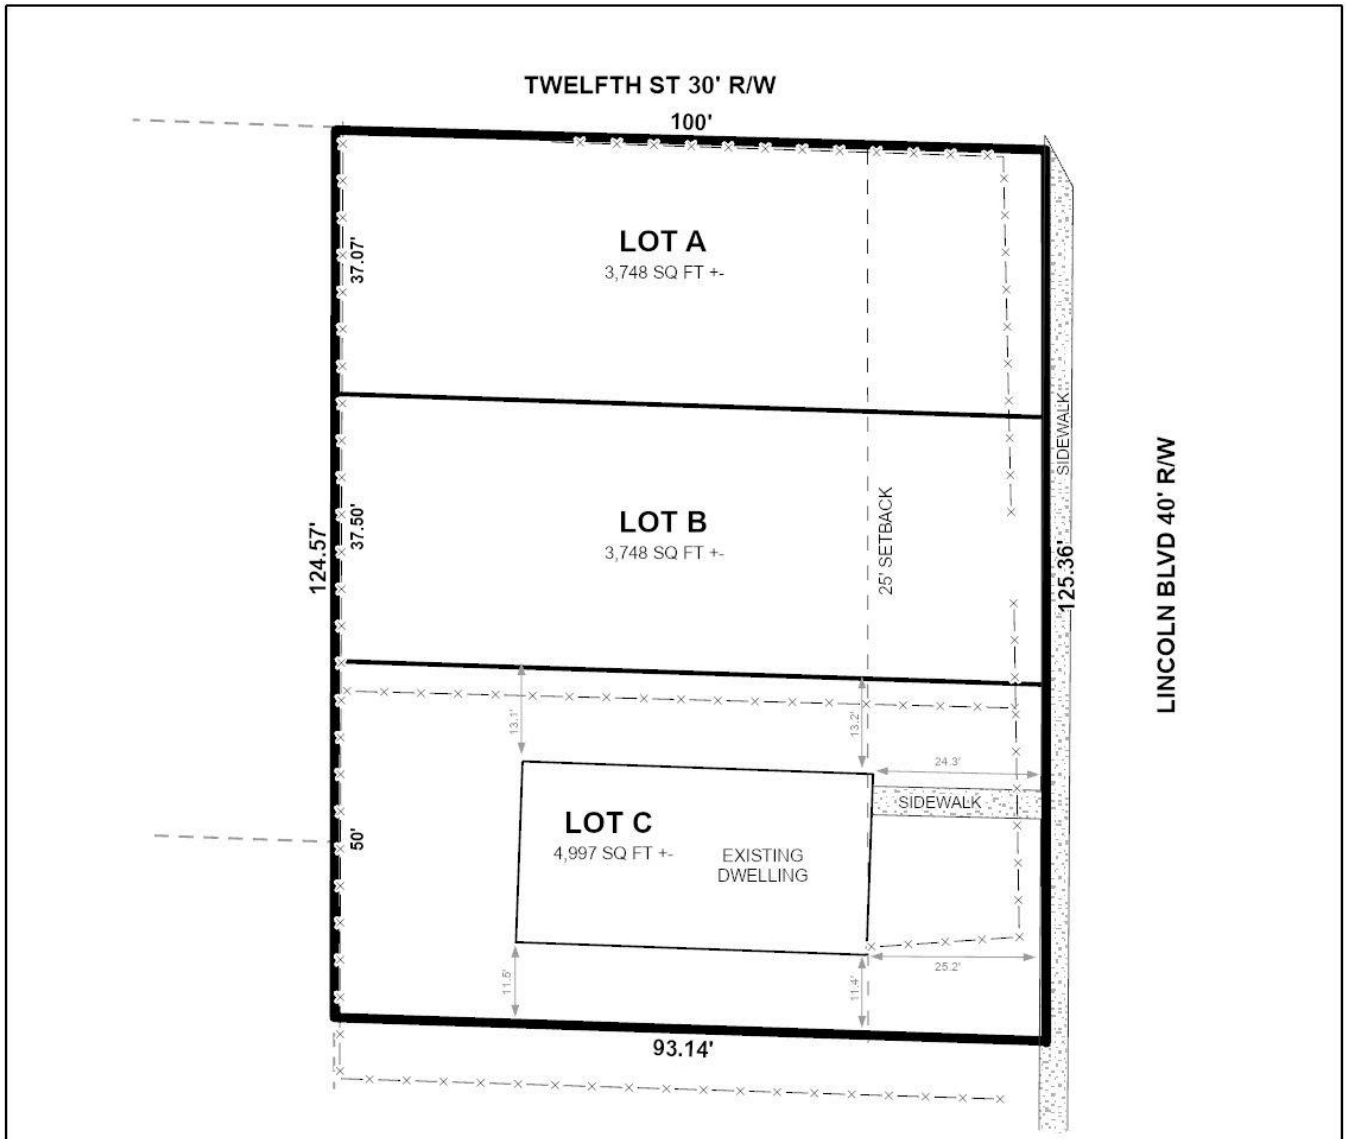 TWELFTH ST 30' R/W
100'
LOT A
3,748 SQ FT +-
37.07'
SIDEWALK
LOT B
3,748 SQ FT +-
37.50'
124.57'
25' SETBACK
125.36'
LINCOLN BLVD 40' R/W
13.1'
13.2'
24.3'
SIDEWALK
LOT C
4,997 SQ FT +-
EXISTING
DWELLING
50'
25.2'
11.5'
11.4'
93.14'